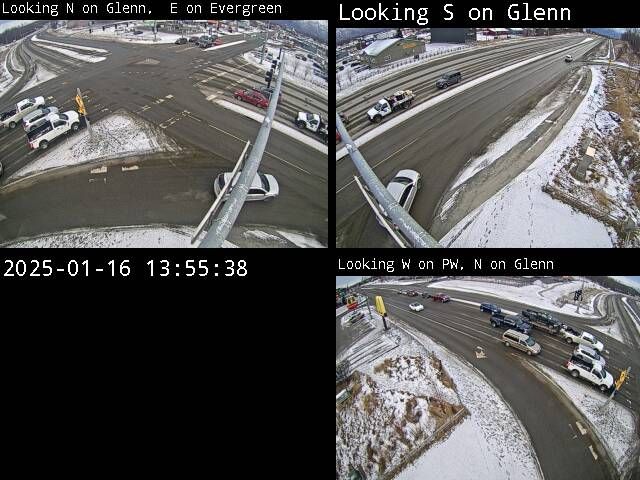 Looking N on Glenn, E on Evergreen
Looking S on Glenn
2025-01-16 13:55:38
Looking W on PW, N on Glenn